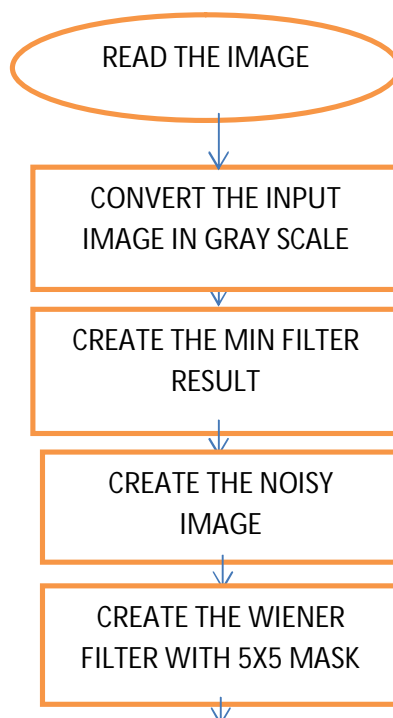 READ THE IMAGE
CONVERT THE INPUT
IMAGE IN GRAY SCALE
CREATE THE MIN FILTER
RESULT
CREATE THE NOISY
IMAGE
CREATE THE WIENER
FILTER WITH 5X5 MASK